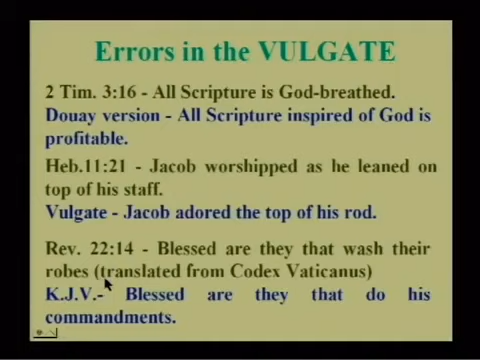 Errors in the VULGATE
2 Tim. 3:16 - All Scripture is God-breathed.
Douay version - All Scripture inspired of God is
profitable.
Heb.11:21 - Jacob worshipped as he leaned on
top of his staff.
Vulgate - Jacob adored the top of his rod.
Rev. 22:14 - Blessed are they that wash their
robes (translated from Codex Vaticanus)
K.J.V.- Blessed are they that do his
commandments.